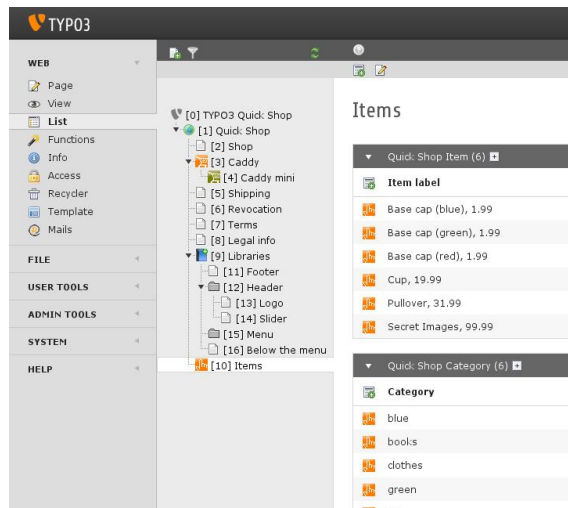 TYPO3
WEB
Page
View
List
Functions
Info
Access
Recycler
Template
Mails
FILE
USER TOOLS
ADMIN TOOLS
SYSTEM
HELP
[0] TYPO3 Quick Shop
[1] Quick Shop
[2] Shop
[3] Caddy
[4] Caddy mini
[5] Shipping
[6] Revocation
[7] Terms
[8] Legal info
[9] Libraries
[11] Footer
[12] Header
[13] Logo
[14] Slider
[15] Menu
[16] Below the menu
[10] Items
Items
Quick Shop Item (6)
Item label
Base cap (blue), 1.99
Base cap (green), 1.99
Base cap (red), 1.99
Cup, 19.99
Pullover, 31.99
Secret Images, 99.99
Quick Shop Category (6)
Category
blue
books
clothes
green